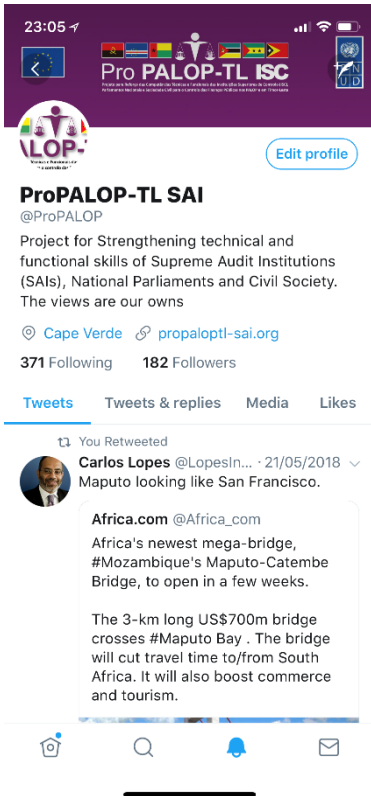 23:05
Pro PALOP-TL ISC
PNUD
LOP-
Edit profile
ProPALOP-TL SAI
@ProPALOP
Project for Strengthening technical and
functional skills of Supreme Audit Institutions
(SAIs), National Parliaments and Civil Society.
The views are our owns
Cape Verde propaloptl-sai.org
371 Following 182 Followers
Tweets Tweets & replies Media Likes
You Retweeted
Carlos Lopes @LopesIn... · 21/05/2018
Maputo looking like San Francisco.
Africa.com @Africa_com
Africa's newest mega-bridge,
#Mozambique's Maputo-Catembe
Bridge, to open in a few weeks.
The 3-km long US$700m bridge
crosses #Maputo Bay . The bridge
will cut travel time to/from South
Africa. It will also boost commerce
and tourism.